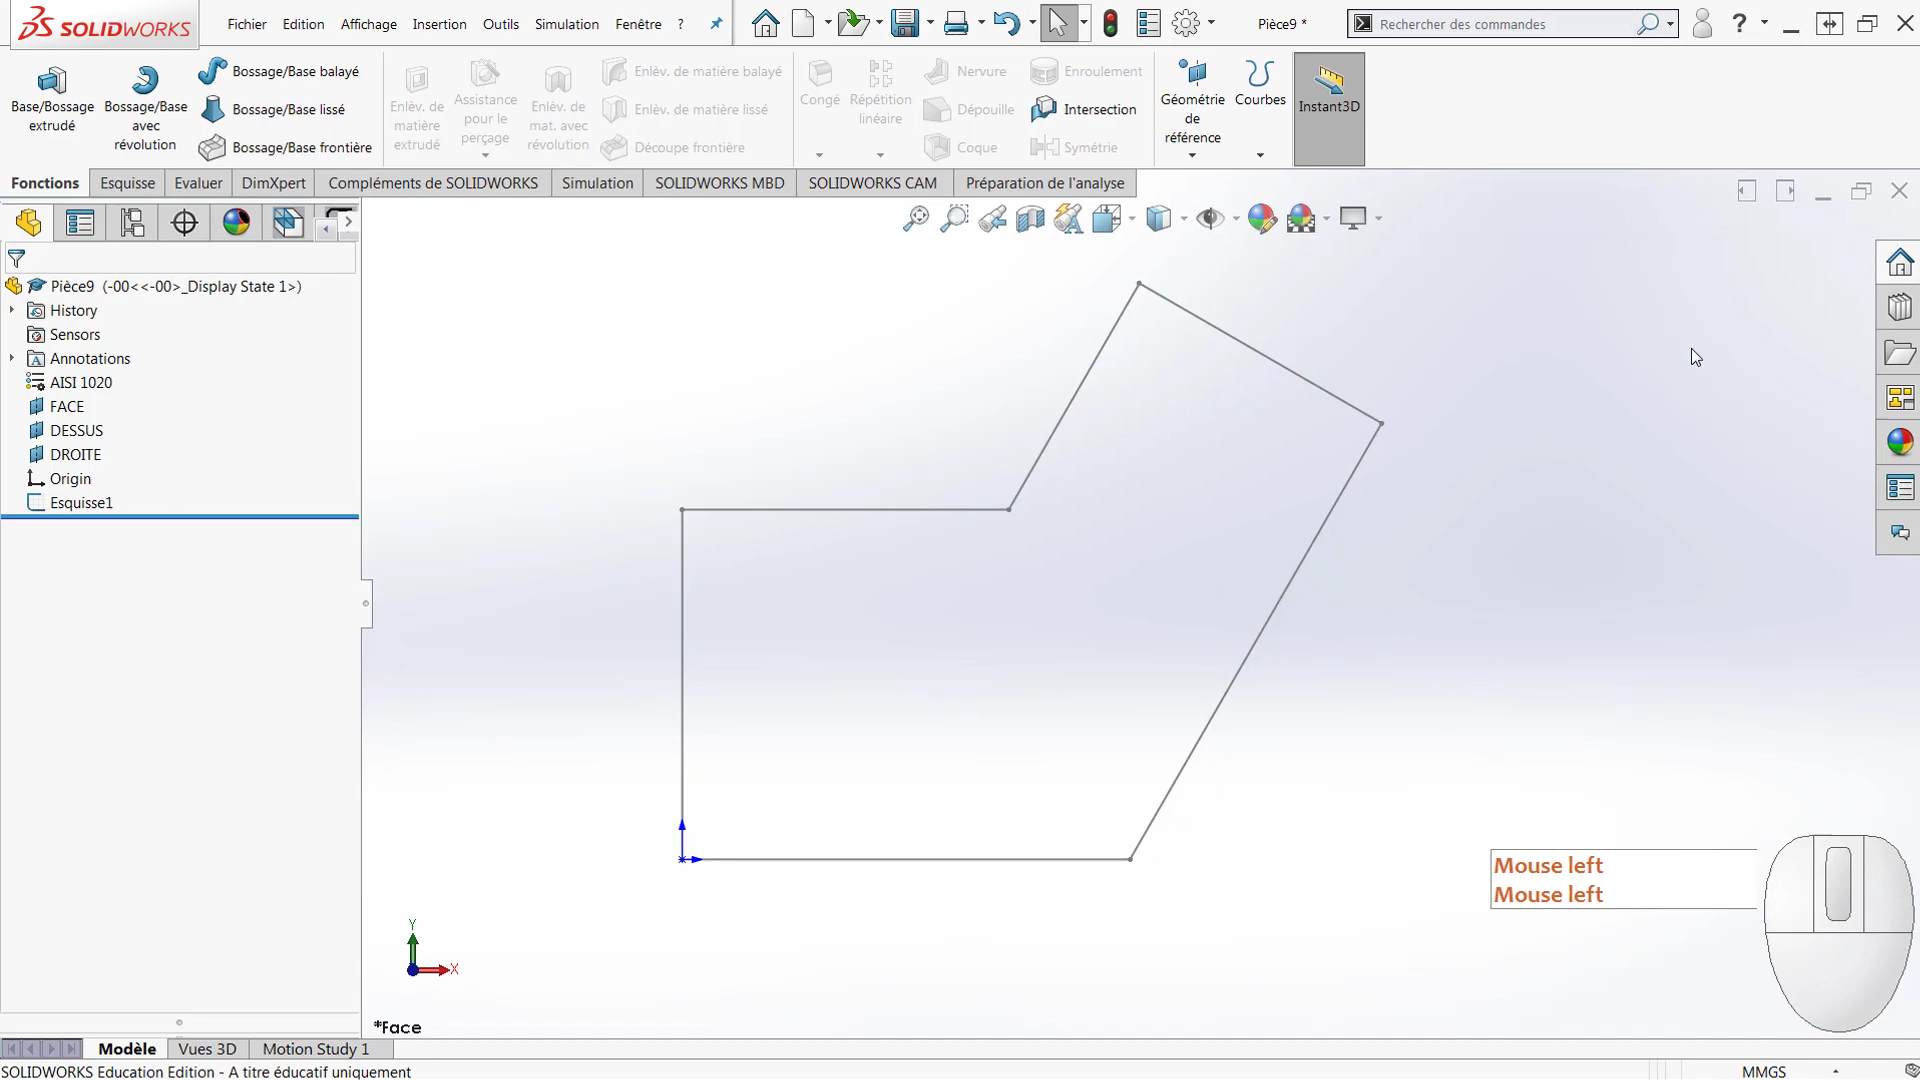 SOLIDWORKS
Fichier Edition Affichage Insertion Outils Simulation Fenêtre ?
Pièce9 *
Rechercher des commandes
?
Base/Bossage
extrudé
Bossage/Base
avec
révolution
Bossage/Base balayé
Bossage/Base lissé
Bossage/Base frontière
Enlèv. de
matière
extrudé
Assistance
pour le
perçage
Enlèv. de
mat. avec
révolution
Enlèv. de matière balayé
Enlèv. de matière lissé
Découpe frontière
Congé
Répétition
linéaire
Nervure
Dépouille
Coque
Enroulement
Intersection
Symétrie
Géométrie
de
référence
Courbes
Instant3D
Fonctions Esquisse Evaluer DimXpert Compléments de SOLIDWORKS Simulation SOLIDWORKS MBD SOLIDWORKS CAM Préparation de l'analyse
Pièce9 (-00<<-00>_Display State 1>)
History
Sensors
Annotations
AISI 1020
FACE
DESSUS
DROITE
Origin
Esquisse1
Mouse left
Mouse left
Y
X
*Face
Modèle Vues 3D Motion Study 1
SOLIDWORKS Education Edition - A titre éducatif uniquement
MMGS